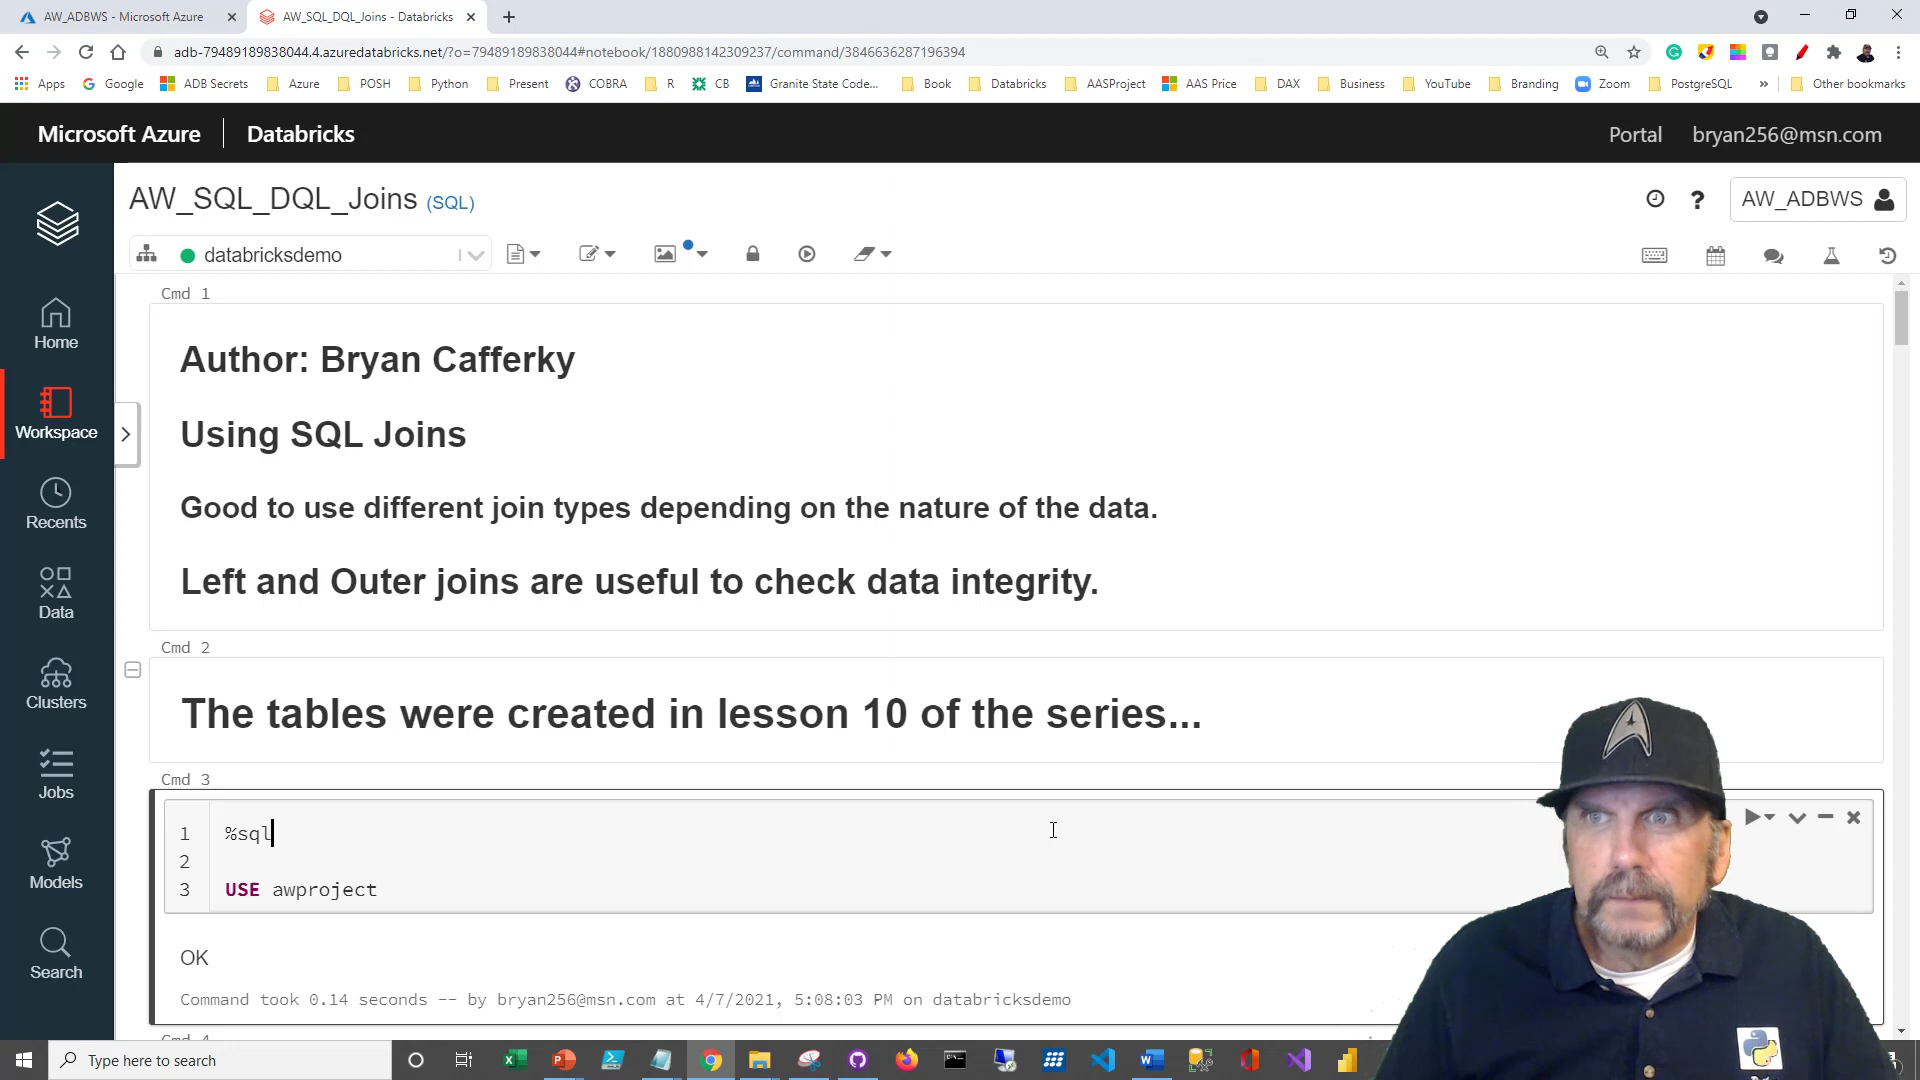 AW_ADBWS - Microsoft Azure
AW_SQL_DQL_Joins - Databricks
adb-79489189838044.4.azuredatabricks.net/?o=79489189838044#notebook/1880988142309237/command/3846636287196394
Apps Google ADB Secrets Azure POSH Python Present COBRA R CB Granite State Code... Book Databricks AASProject AAS Price DAX Business YouTube Branding Zoom PostgreSQL » Other bookmarks
Microsoft Azure Databricks Portal bryan256@msn.com
AW_SQL_DQL_Joins (SQL)
AW_ADBWS
databricksdemo
Home
Workspace
Recents
Data
Clusters
Jobs
Models
Search
Cmd 1
Author: Bryan Cafferky
Using SQL Joins
Good to use different join types depending on the nature of the data.
Left and Outer joins are useful to check data integrity.
Cmd 2
The tables were created in lesson 10 of the series...
Cmd 3
1 %sql
2
3 USE awproject
OK
Command took 0.14 seconds -- by bryan256@msn.com at 4/7/2021, 5:08:03 PM on databricksdemo
Cmd 4
Type here to search